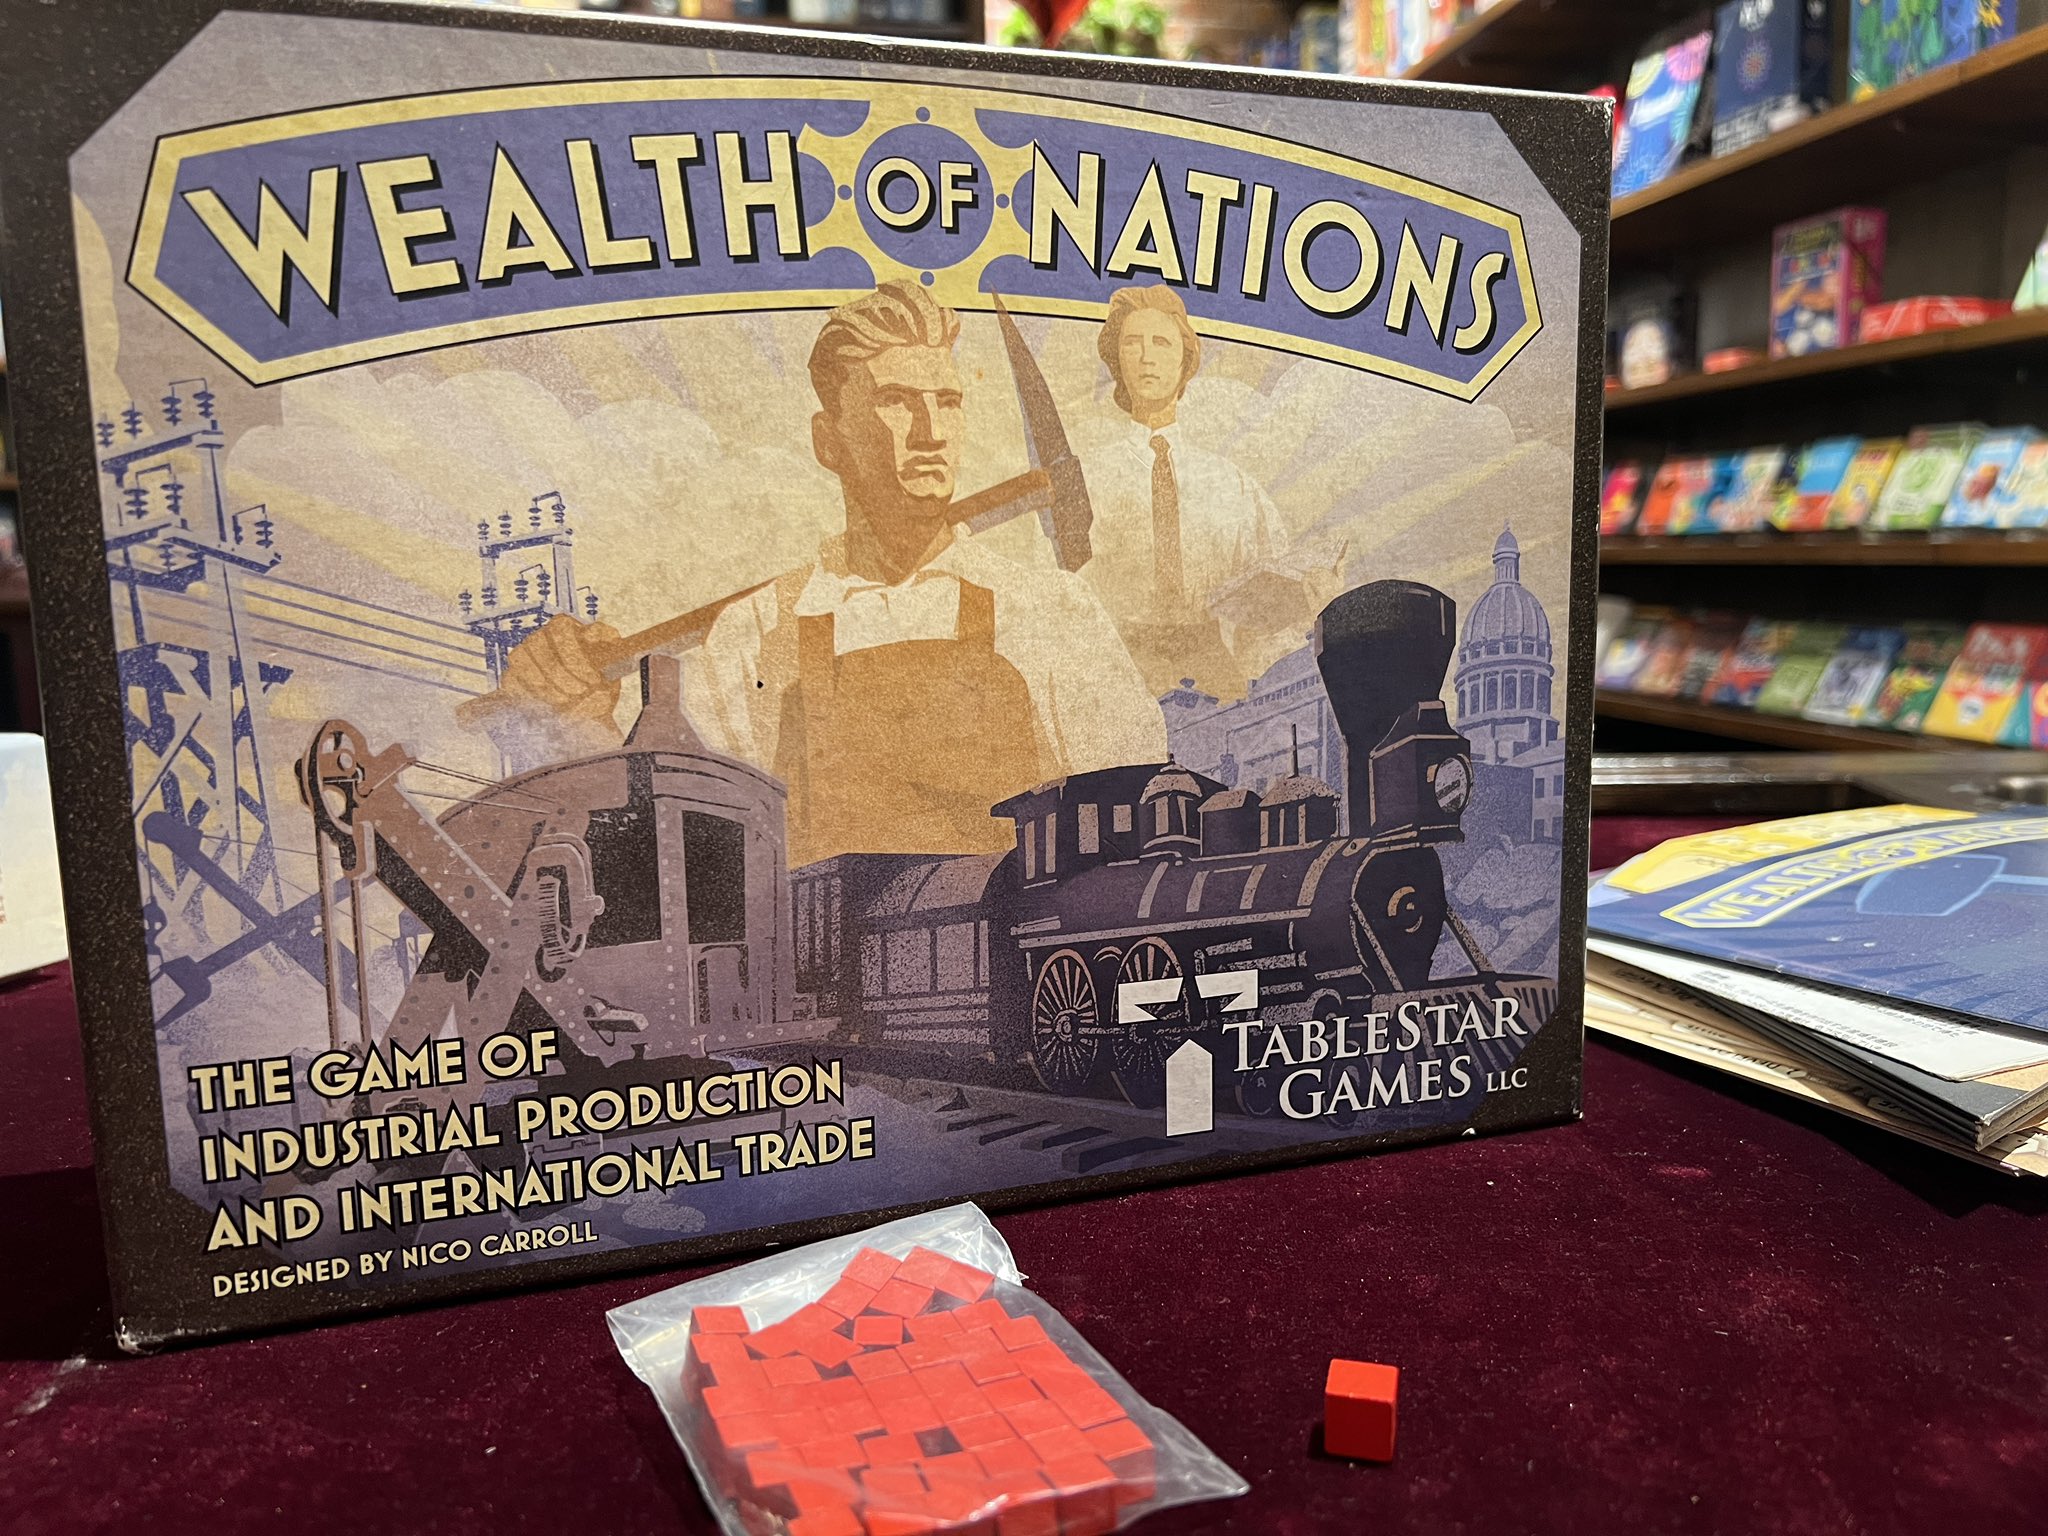 WEALTH OF NATIONS
THE GAME OF
INDUSTRIAL PRODUCTION
AND INTERNATIONAL TRADE
DESIGNED BY NICO CARROLL
TABLESTAR
GAMES LLC
WEALTH OF NATIONS